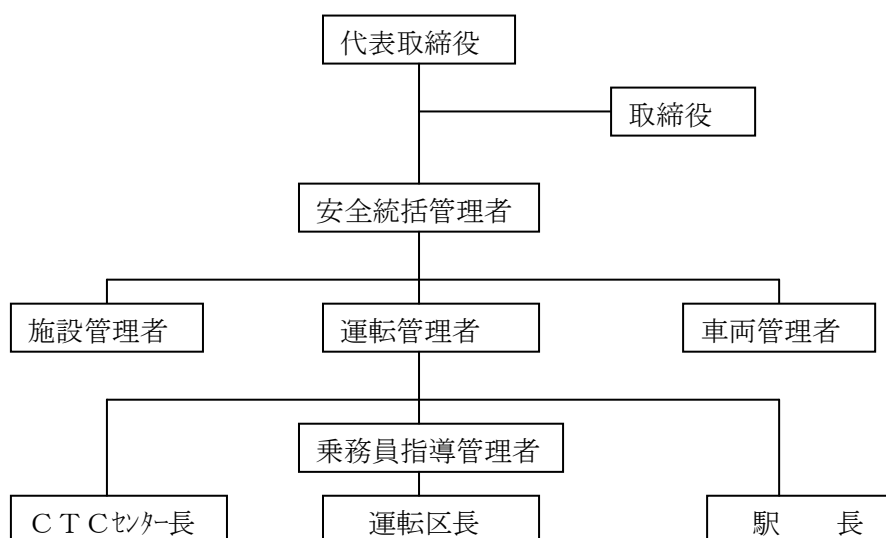 代表取締役
取締役
安全統括管理者
施設管理者
運転管理者
車両管理者
乗務員指導管理者
ＣＴＣｾﾝﾀｰ長
運転区長
駅　　長